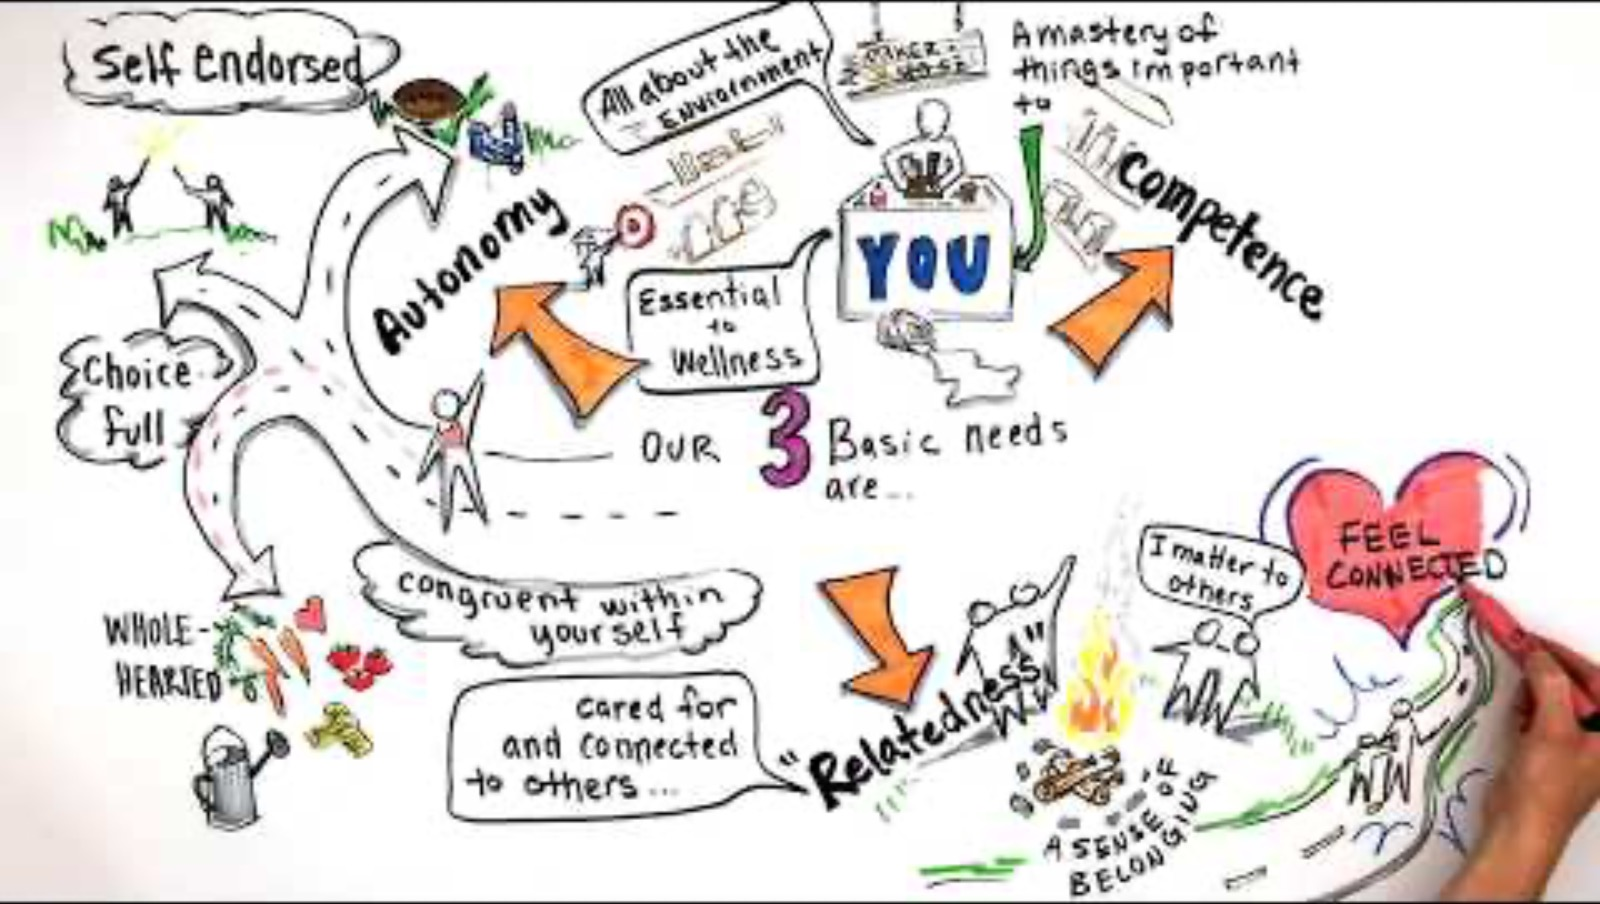 Self Endorsed
All about the
Enviornment
A mastery of
things important
to
Competence
Autonomy
YOU
Essential
to
Wellness
Choice
full
OUR 3 Basic needs
are...
WHOLE-
HEARTED
congruent within
yourself
cared for
and connected
to others...
"Relatedness"
I matter to
others
FEEL
CONNECTED
A SENSE OF
BELONGING